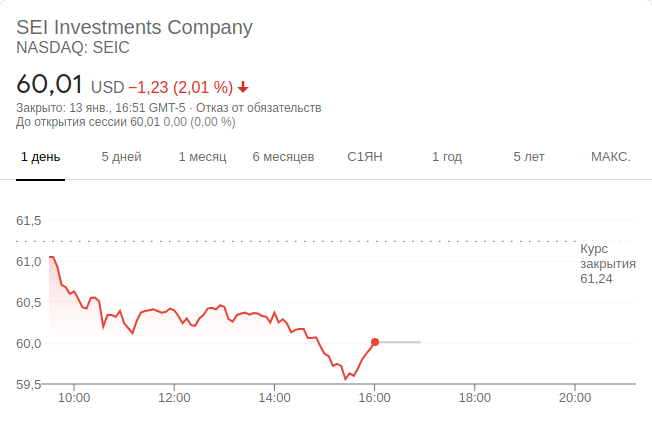 SEI Investments Company
NASDAQ: SEIC
60,01 USD −1,23 (2,01 %)
Закрыто: 13 янв., 16:51 GMT-5 · Отказ от обязательств
До открытия сессии 60,01 0,00 (0,00 %)
1 день 5 дней 1 месяц 6 месяцев С1ЯН 1 год 5 лет МАКС.
61,5
Курс
закрытия
61,24
61,0
60,5
60,0
59,5
10:00 12:00 14:00 16:00 18:00 20:00